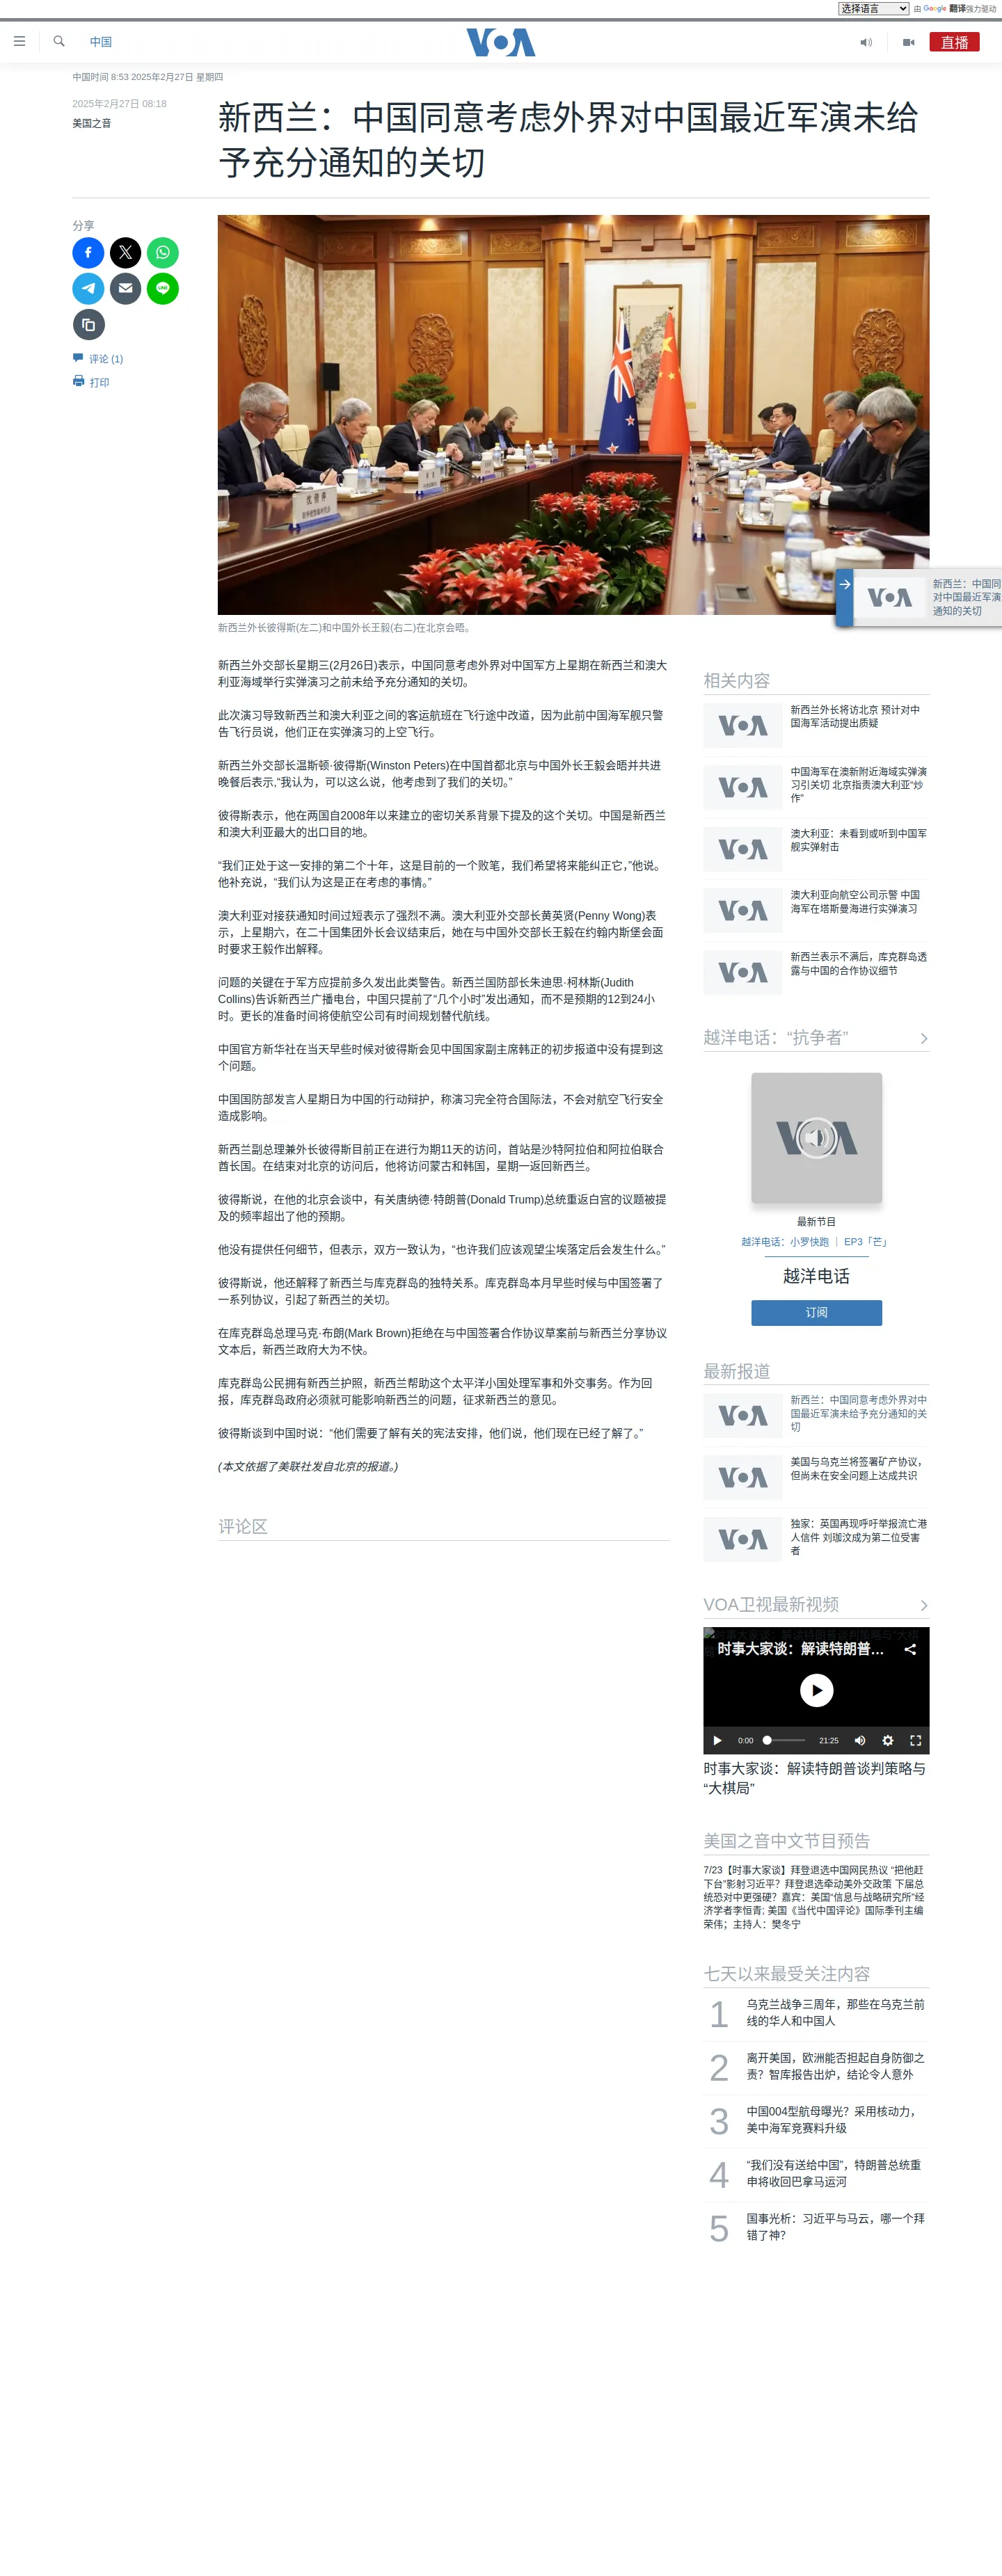 选择语言
由 Google 翻译强力驱动
中国
VOA
直播
中国时间 8:53 2025年2月27日 星期四
2025年2月27日 08:18
美国之音
新西兰：中国同意考虑外界对中国最近军演未给
予充分通知的关切
分享
评论 (1)
打印
新西兰外长彼得斯(左二)和中国外长王毅(右二)在北京会晤。
VOA
新西兰：中国同
对中国最近军演
通知的关切
新西兰外交部长星期三(2月26日)表示，中国同意考虑外界对中国军方上星期在新西兰和澳大
利亚海域举行实弹演习之前未给予充分通知的关切。
此次演习导致新西兰和澳大利亚之间的客运航班在飞行途中改道，因为此前中国海军舰只警
告飞行员说，他们正在实弹演习的上空飞行。
新西兰外交部长温斯顿·彼得斯(Winston Peters)在中国首都北京与中国外长王毅会晤并共进
晚餐后表示,“我认为，可以这么说，他考虑到了我们的关切。”
彼得斯表示，他在两国自2008年以来建立的密切关系背景下提及的这个关切。中国是新西兰
和澳大利亚最大的出口目的地。
“我们正处于这一安排的第二个十年，这是目前的一个败笔，我们希望将来能纠正它，”他说。
他补充说，“我们认为这是正在考虑的事情。”
澳大利亚对接获通知时间过短表示了强烈不满。澳大利亚外交部长黄英贤(Penny Wong)表
示，上星期六，在二十国集团外长会议结束后，她在与中国外交部长王毅在约翰内斯堡会面
时要求王毅作出解释。
问题的关键在于军方应提前多久发出此类警告。新西兰国防部长朱迪思·柯林斯(Judith
Collins)告诉新西兰广播电台，中国只提前了“几个小时”发出通知，而不是预期的12到24小
时。更长的准备时间将使航空公司有时间规划替代航线。
中国官方新华社在当天早些时候对彼得斯会见中国国家副主席韩正的初步报道中没有提到这
个问题。
中国国防部发言人星期日为中国的行动辩护，称演习完全符合国际法，不会对航空飞行安全
造成影响。
新西兰副总理兼外长彼得斯目前正在进行为期11天的访问，首站是沙特阿拉伯和阿拉伯联合
酋长国。在结束对北京的访问后，他将访问蒙古和韩国，星期一返回新西兰。
彼得斯说，在他的北京会谈中，有关唐纳德·特朗普(Donald Trump)总统重返白宫的议题被提
及的频率超出了他的预期。
他没有提供任何细节，但表示，双方一致认为，“也许我们应该观望尘埃落定后会发生什么。”
彼得斯说，他还解释了新西兰与库克群岛的独特关系。库克群岛本月早些时候与中国签署了
一系列协议，引起了新西兰的关切。
在库克群岛总理马克·布朗(Mark Brown)拒绝在与中国签署合作协议草案前与新西兰分享协议
文本后，新西兰政府大为不快。
库克群岛公民拥有新西兰护照，新西兰帮助这个太平洋小国处理军事和外交事务。作为回
报，库克群岛政府必须就可能影响新西兰的问题，征求新西兰的意见。
彼得斯谈到中国时说：“他们需要了解有关的宪法安排，他们说，他们现在已经了解了。”
(本文依据了美联社发自北京的报道。)
评论区
相关内容
VOA
新西兰外长将访北京 预计对中
国海军活动提出质疑
VOA
中国海军在澳新附近海域实弹演
习引关切 北京指责澳大利亚“炒
作”
VOA
澳大利亚：未看到或听到中国军
舰实弹射击
VOA
澳大利亚向航空公司示警 中国
海军在塔斯曼海进行实弹演习
VOA
新西兰表示不满后，库克群岛透
露与中国的合作协议细节
越洋电话：“抗争者”
最新节目
越洋电话：小罗快跑 ｜ EP3「芒」
越洋电话
订阅
最新报道
VOA
新西兰：中国同意考虑外界对中
国最近军演未给予充分通知的关
切
VOA
美国与乌克兰将签署矿产协议，
但尚未在安全问题上达成共识
VOA
独家：英国再现呼吁举报流亡港
人信件 刘珈汶成为第二位受害
者
VOA卫视最新视频
时事大家谈：解读特朗普…
0:00
21:25
时事大家谈：解读特朗普谈判策略与
“大棋局”
美国之音中文节目预告
7/23【时事大家谈】拜登退选中国网民热议 “把他赶
下台”影射习近平？拜登退选牵动美外交政策 下届总
统恐对中更强硬？嘉宾：美国“信息与战略研究所”经
济学者李恒青; 美国《当代中国评论》国际季刊主编
荣伟；主持人：樊冬宁
七天以来最受关注内容
1
乌克兰战争三周年，那些在乌克兰前
线的华人和中国人
2
离开美国，欧洲能否担起自身防御之
责？智库报告出炉，结论令人意外
3
中国004型航母曝光？采用核动力，
美中海军竞赛料升级
4
“我们没有送给中国”，特朗普总统重
申将收回巴拿马运河
5
国事光析：习近平与马云，哪一个拜
错了神？